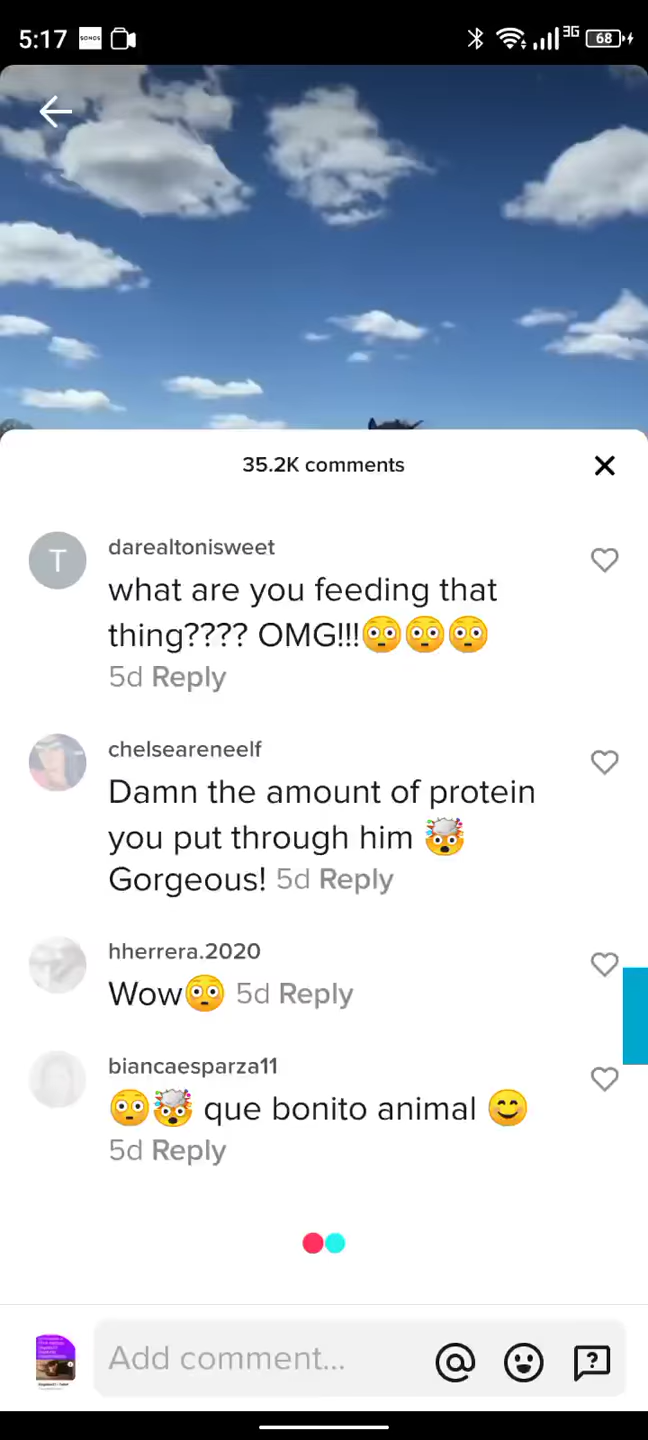 5:17 SONOS 3G 68
35.2K comments
T
darealtonisweet
what are you feeding that
thing???? OMG!!!😳😳😳
5d Reply
chelseareneelf
Damn the amount of protein
you put through him 🤯
Gorgeous! 5d Reply
hherrera.2020
Wow😳 5d Reply
biancaesparza11
😳🤯 que bonito animal 😊
5d Reply
Add comment...